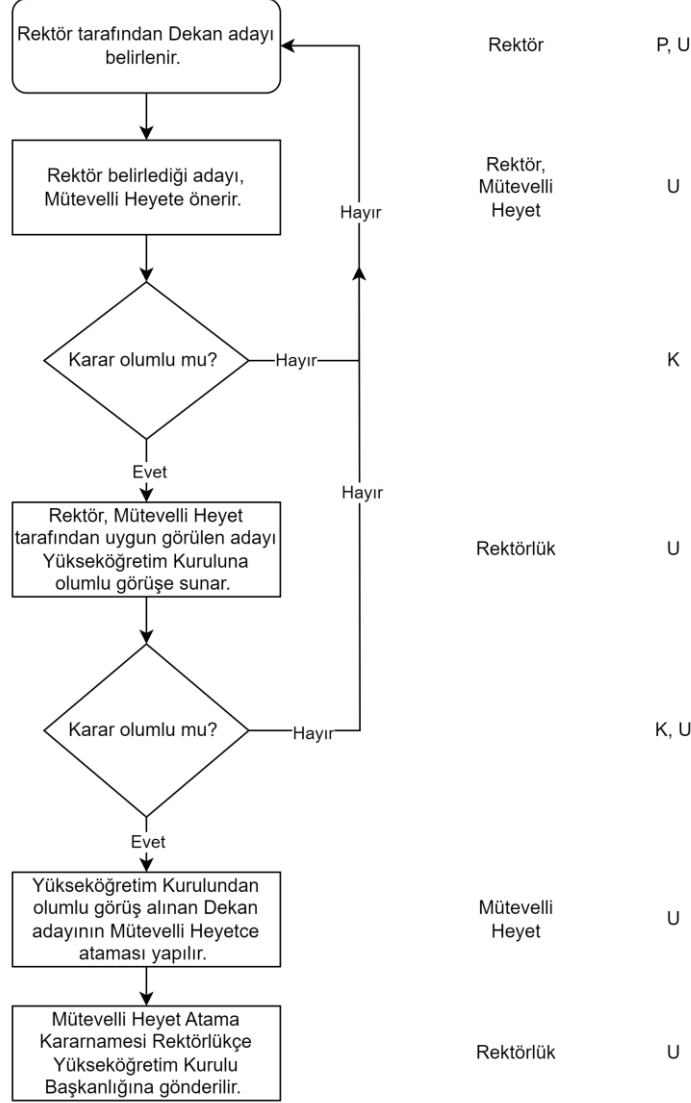 Rektör tarafından Dekan adayı
belirlenir.
Rektör
P, U
Rektör belirlediği adayı,
Mütevelli Heyete önerir.
Rektör,
Mütevelli
Heyet
U
Hayır
Karar olumlu mu?
Hayır
K
Evet
Hayır
Rektör, Mütevelli Heyet
tarafından uygun görülen adayı
Yükseköğretim Kuruluna
olumlu görüşe sunar.
Rektörlük
U
Karar olumlu mu?
Hayır
K, U
Evet
Yükseköğretim Kurulundan
olumlu görüş alınan Dekan
adayının Mütevelli Heyetce
ataması yapılır.
Mütevelli
Heyet
U
Mütevelli Heyet Atama
Kararnamesi Rektörlükçe
Yükseköğretim Kurulu
Başkanlığına gönderilir.
Rektörlük
U